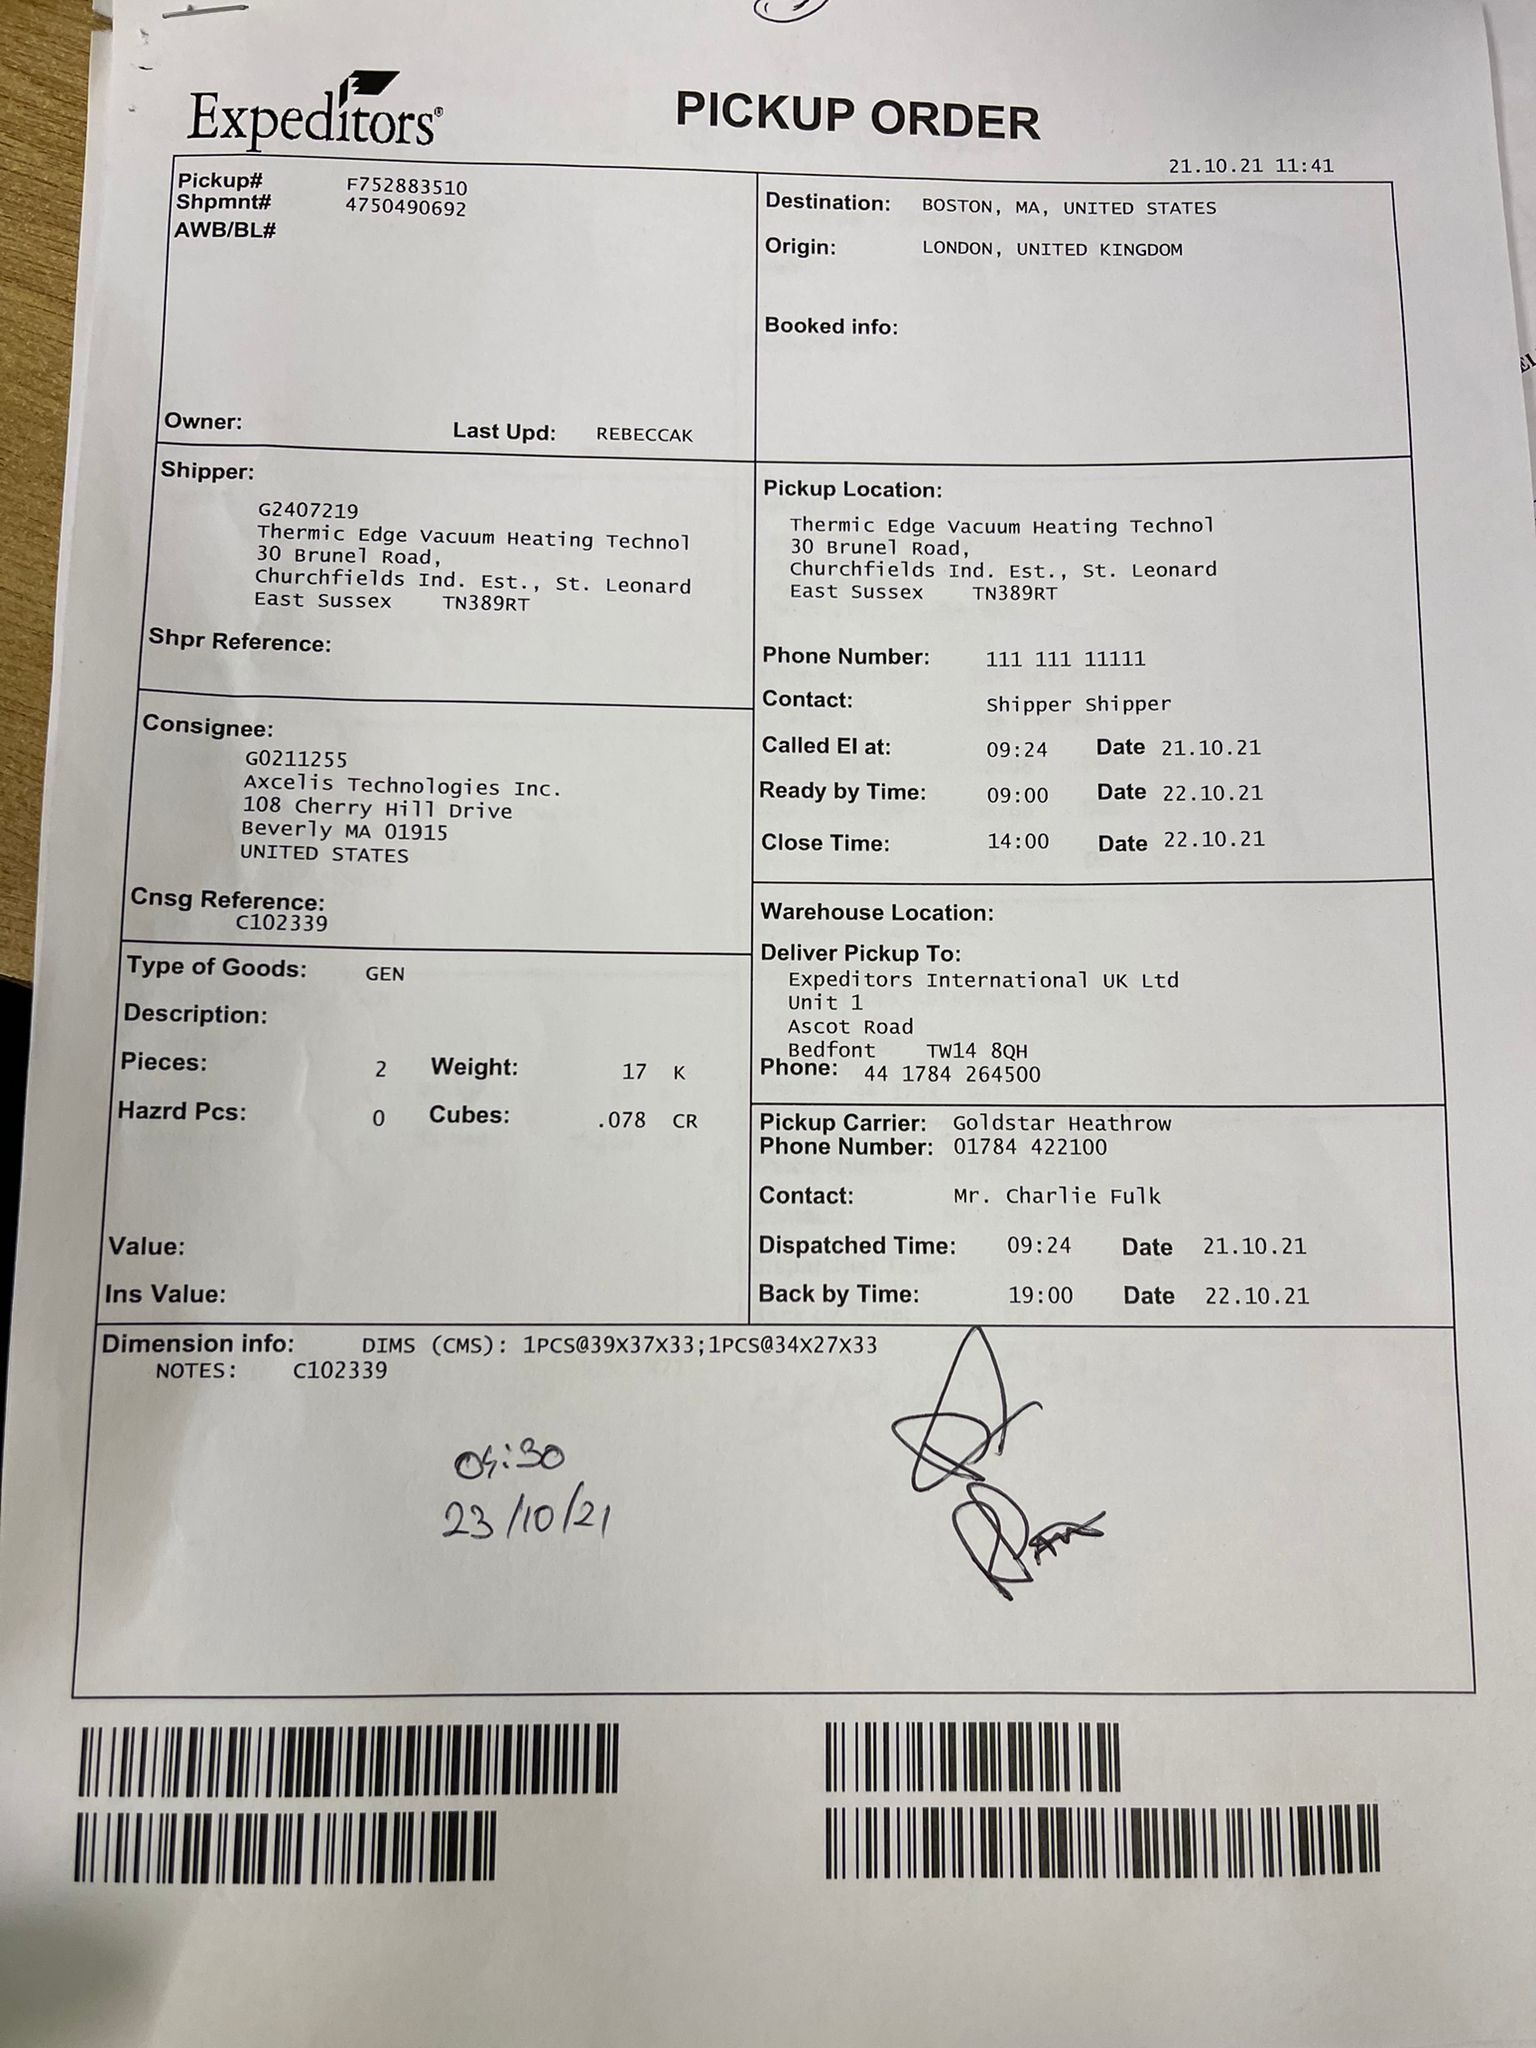 Expeditors®
PICKUP ORDER
21.10.21 11:41
Pickup# F752883510
Shpmnt# 4750490692
AWB/BL#
Owner: Last Upd: REBECCAK
Destination: BOSTON, MA, UNITED STATES
Origin: LONDON, UNITED KINGDOM
Booked info:
Shipper:
G2407219
Thermic Edge Vacuum Heating Technol
30 Brunel Road,
Churchfields Ind. Est., St. Leonard
East Sussex TN389RT
Shpr Reference:
Pickup Location:
Thermic Edge Vacuum Heating Technol
30 Brunel Road,
Churchfields Ind. Est., St. Leonard
East Sussex TN389RT
Phone Number: 111 111 11111
Contact: Shipper Shipper
Called EI at: 09:24 Date 21.10.21
Ready by Time: 09:00 Date 22.10.21
Close Time: 14:00 Date 22.10.21
Consignee:
G0211255
Axcelis Technologies Inc.
108 Cherry Hill Drive
Beverly MA 01915
UNITED STATES
Cnsg Reference:
C102339
Warehouse Location:
Deliver Pickup To:
Expeditors International UK Ltd
Unit 1
Ascot Road
Bedfont TW14 8QH
Phone: 44 1784 264500
Type of Goods: GEN
Description:
Pieces: 2 Weight: 17 K
Hazrd Pcs: 0 Cubes: .078 CR
Value:
Ins Value:
Pickup Carrier: Goldstar Heathrow
Phone Number: 01784 422100
Contact: Mr. Charlie Fulk
Dispatched Time: 09:24 Date 21.10.21
Back by Time: 19:00 Date 22.10.21
Dimension info: DIMS (CMS): 1PCS@39X37X33;1PCS@34X27X33
NOTES: C102339
23/10/21